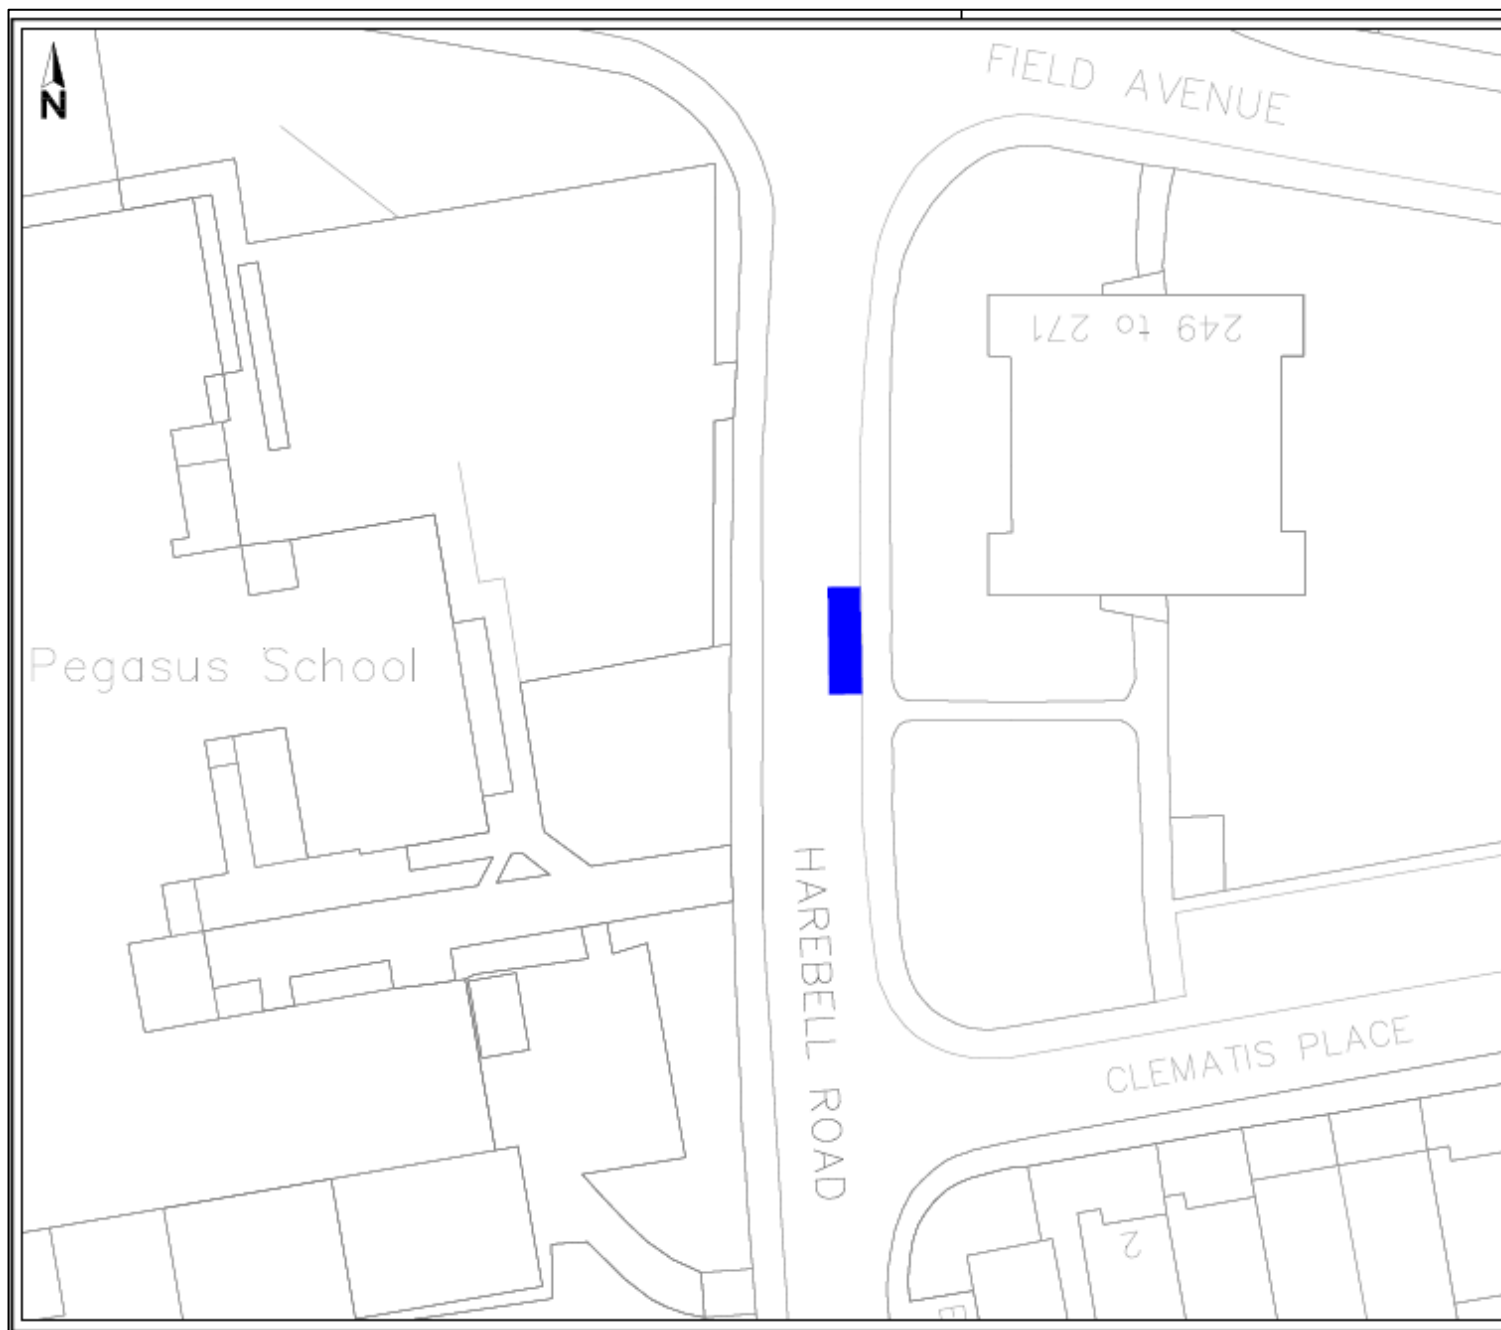 FIELD AVENUE
N
249 to 271
Pegasus School
HAREBELL ROAD
CLEMATIS PLACE
2